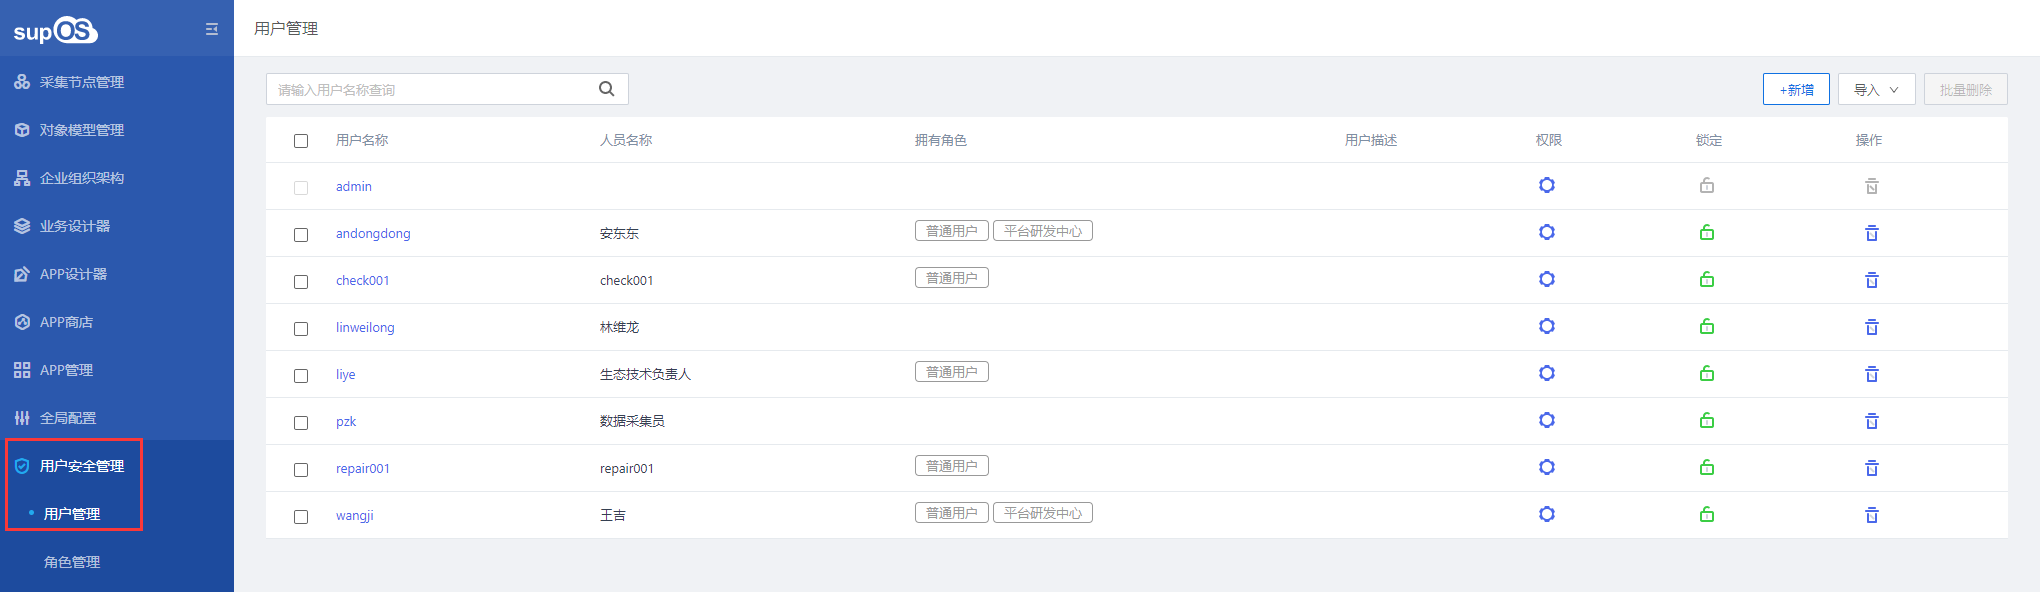 supOS
用户管理
采集节点管理
对象模型管理
企业组织架构
业务设计器
APP设计器
APP商店
APP管理
全局配置
用户安全管理
用户管理
角色管理
请输入用户名称查询
+新增 导入 批量删除
用户名称 人员名称 拥有角色 用户描述 权限 锁定 操作
admin
andongdong 安东东 普通用户 平台研发中心
check001 check001 普通用户
linweilong 林维龙
liye 生态技术负责人 普通用户
pzk 数据采集员
repair001 repair001 普通用户
wangji 王吉 普通用户 平台研发中心